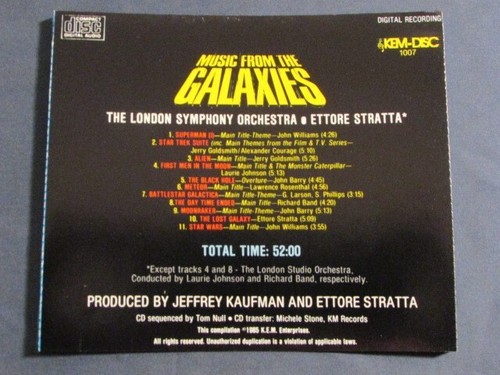 COMPACT
disc
DIGITAL AUDIO
DIGITAL RECORDING
KEM-DISC
1007
MUSIC FROM THE
GALAXIES
THE LONDON SYMPHONY ORCHESTRA ● ETTORE STRATTA*
1. SUPERMAN (I)—Main Title-Theme—John Williams (4:26)
2. STAR TREK SUITE (inc. Main Themes from the Film & T.V. Series—
Jerry Goldsmith/Alexander Courage (5:10)
3. ALIEN—Main Title—Jerry Goldsmith (5:20)
4. FIRST MEN IN THE MOON—Main Title & The Monster Caterpillar—
Laurie Johnson (5:13)
5. THE BLACK HOLE—Overture—John Barry (4:45)
6. METEOR—Main Title—Lawrence Rosenthal (4:56)
7. BATTLESTAR GALACTICA—Main Title-Theme—G. Larson, S. Phillips (3:15)
8. THE DAY TIME ENDED—Main Title—Richard Band (4:20)
9. MOONRAKER—Main Title-Theme—John Barry (5:13)
10. THE LOST GALAXY—Ettore Stratta (5:09)
11. STAR WARS—Main Title—John Williams (3:55)
TOTAL TIME: 52:00
*Except tracks 4 and 8 - The London Studio Orchestra,
Conducted by Laurie Johnson and Richard Band, respectively.
PRODUCED BY JEFFREY KAUFMAN AND ETTORE STRATTA
CD sequenced by Tom Null ● CD transfer: Michele Stone, KM Records
This compilation ©1985 K.E.M. Enterprises.
All rights reserved. Unauthorized duplication is a violation of applicable laws.